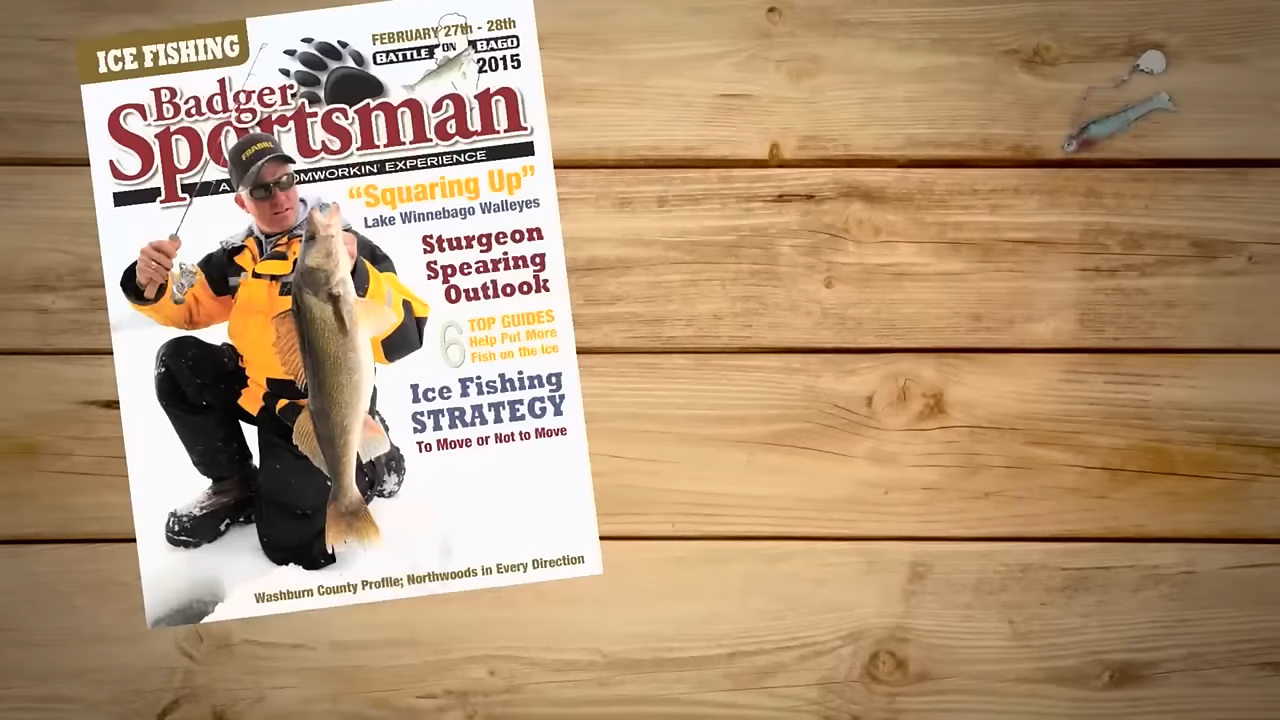 ICE FISHING
FEBRUARY 27th - 28th
BATTLE ON BAGO
2015
Badger
Sportsman
FRABILL
A OMWORKIN' EXPERIENCE
"Squaring Up"
Lake Winnebago Walleyes
Sturgeon
Spearing
Outlook
6 TOP GUIDES
Help Put More
Fish on the Ice
Ice Fishing
STRATEGY
To Move or Not to Move
Washburn County Profile; Northwoods in Every Direction